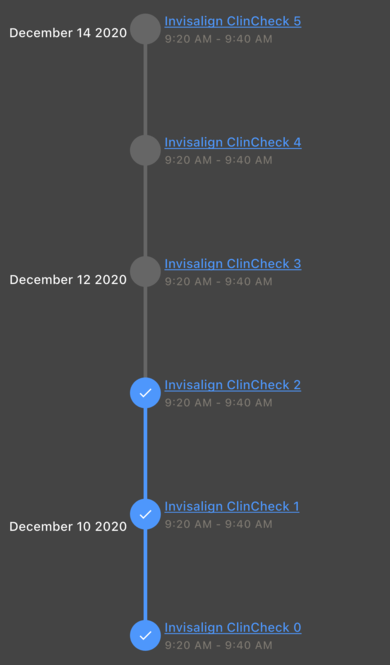 Invisalign ClinCheck 5
December 14 2020
9:20 AM - 9:40 AM
Invisalign ClinCheck 4
9:20 AM - 9:40 AM
Invisalign ClinCheck 3
December 12 2020
9:20 AM - 9:40 AM
Invisalign ClinCheck 2
9:20 AM - 9:40 AM
Invisalign ClinCheck 1
December 10 2020
9:20 AM - 9:40 AM
Invisalign ClinCheck 0
9:20 AM - 9:40 AM